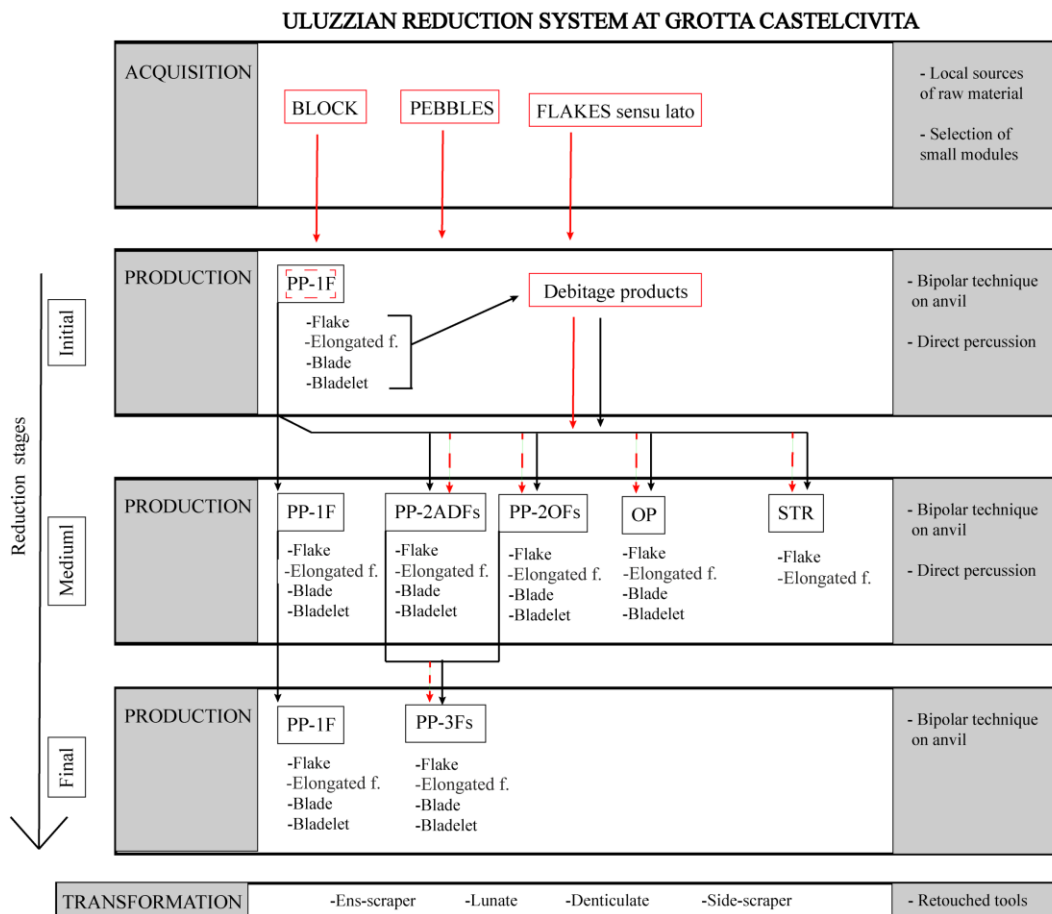 ULUZZIAN REDUCTION SYSTEM AT GROTTA CASTELCIVITA
ACQUISITION
BLOCK
PEBBLES
FLAKES sensu lato
- Local sources
of raw material
- Selection of
small modules
Reduction stages
Initial
PRODUCTION
PP-1F
-Flake
-Elongated f.
-Blade
-Bladelet
Debitage products
- Bipolar technique
on anvil
- Direct percussion
Mediuml
PRODUCTION
PP-1F
-Flake
-Elongated f.
-Blade
-Bladelet
PP-2ADFs
-Flake
-Elongated f.
-Blade
-Bladelet
PP-2OFs
-Flake
-Elongated f.
-Blade
-Bladelet
OP
-Flake
-Elongated f.
-Blade
-Bladelet
STR
-Flake
-Elongated f.
- Bipolar technique
on anvil
- Direct percussion
Final
PRODUCTION
PP-1F
-Flake
-Elongated f.
-Blade
-Bladelet
PP-3Fs
-Flake
-Elongated f.
-Blade
-Bladelet
- Bipolar technique
on anvil
TRANSFORMATION
-Ens-scraper
-Lunate
-Denticulate
-Side-scraper
- Retouched tools